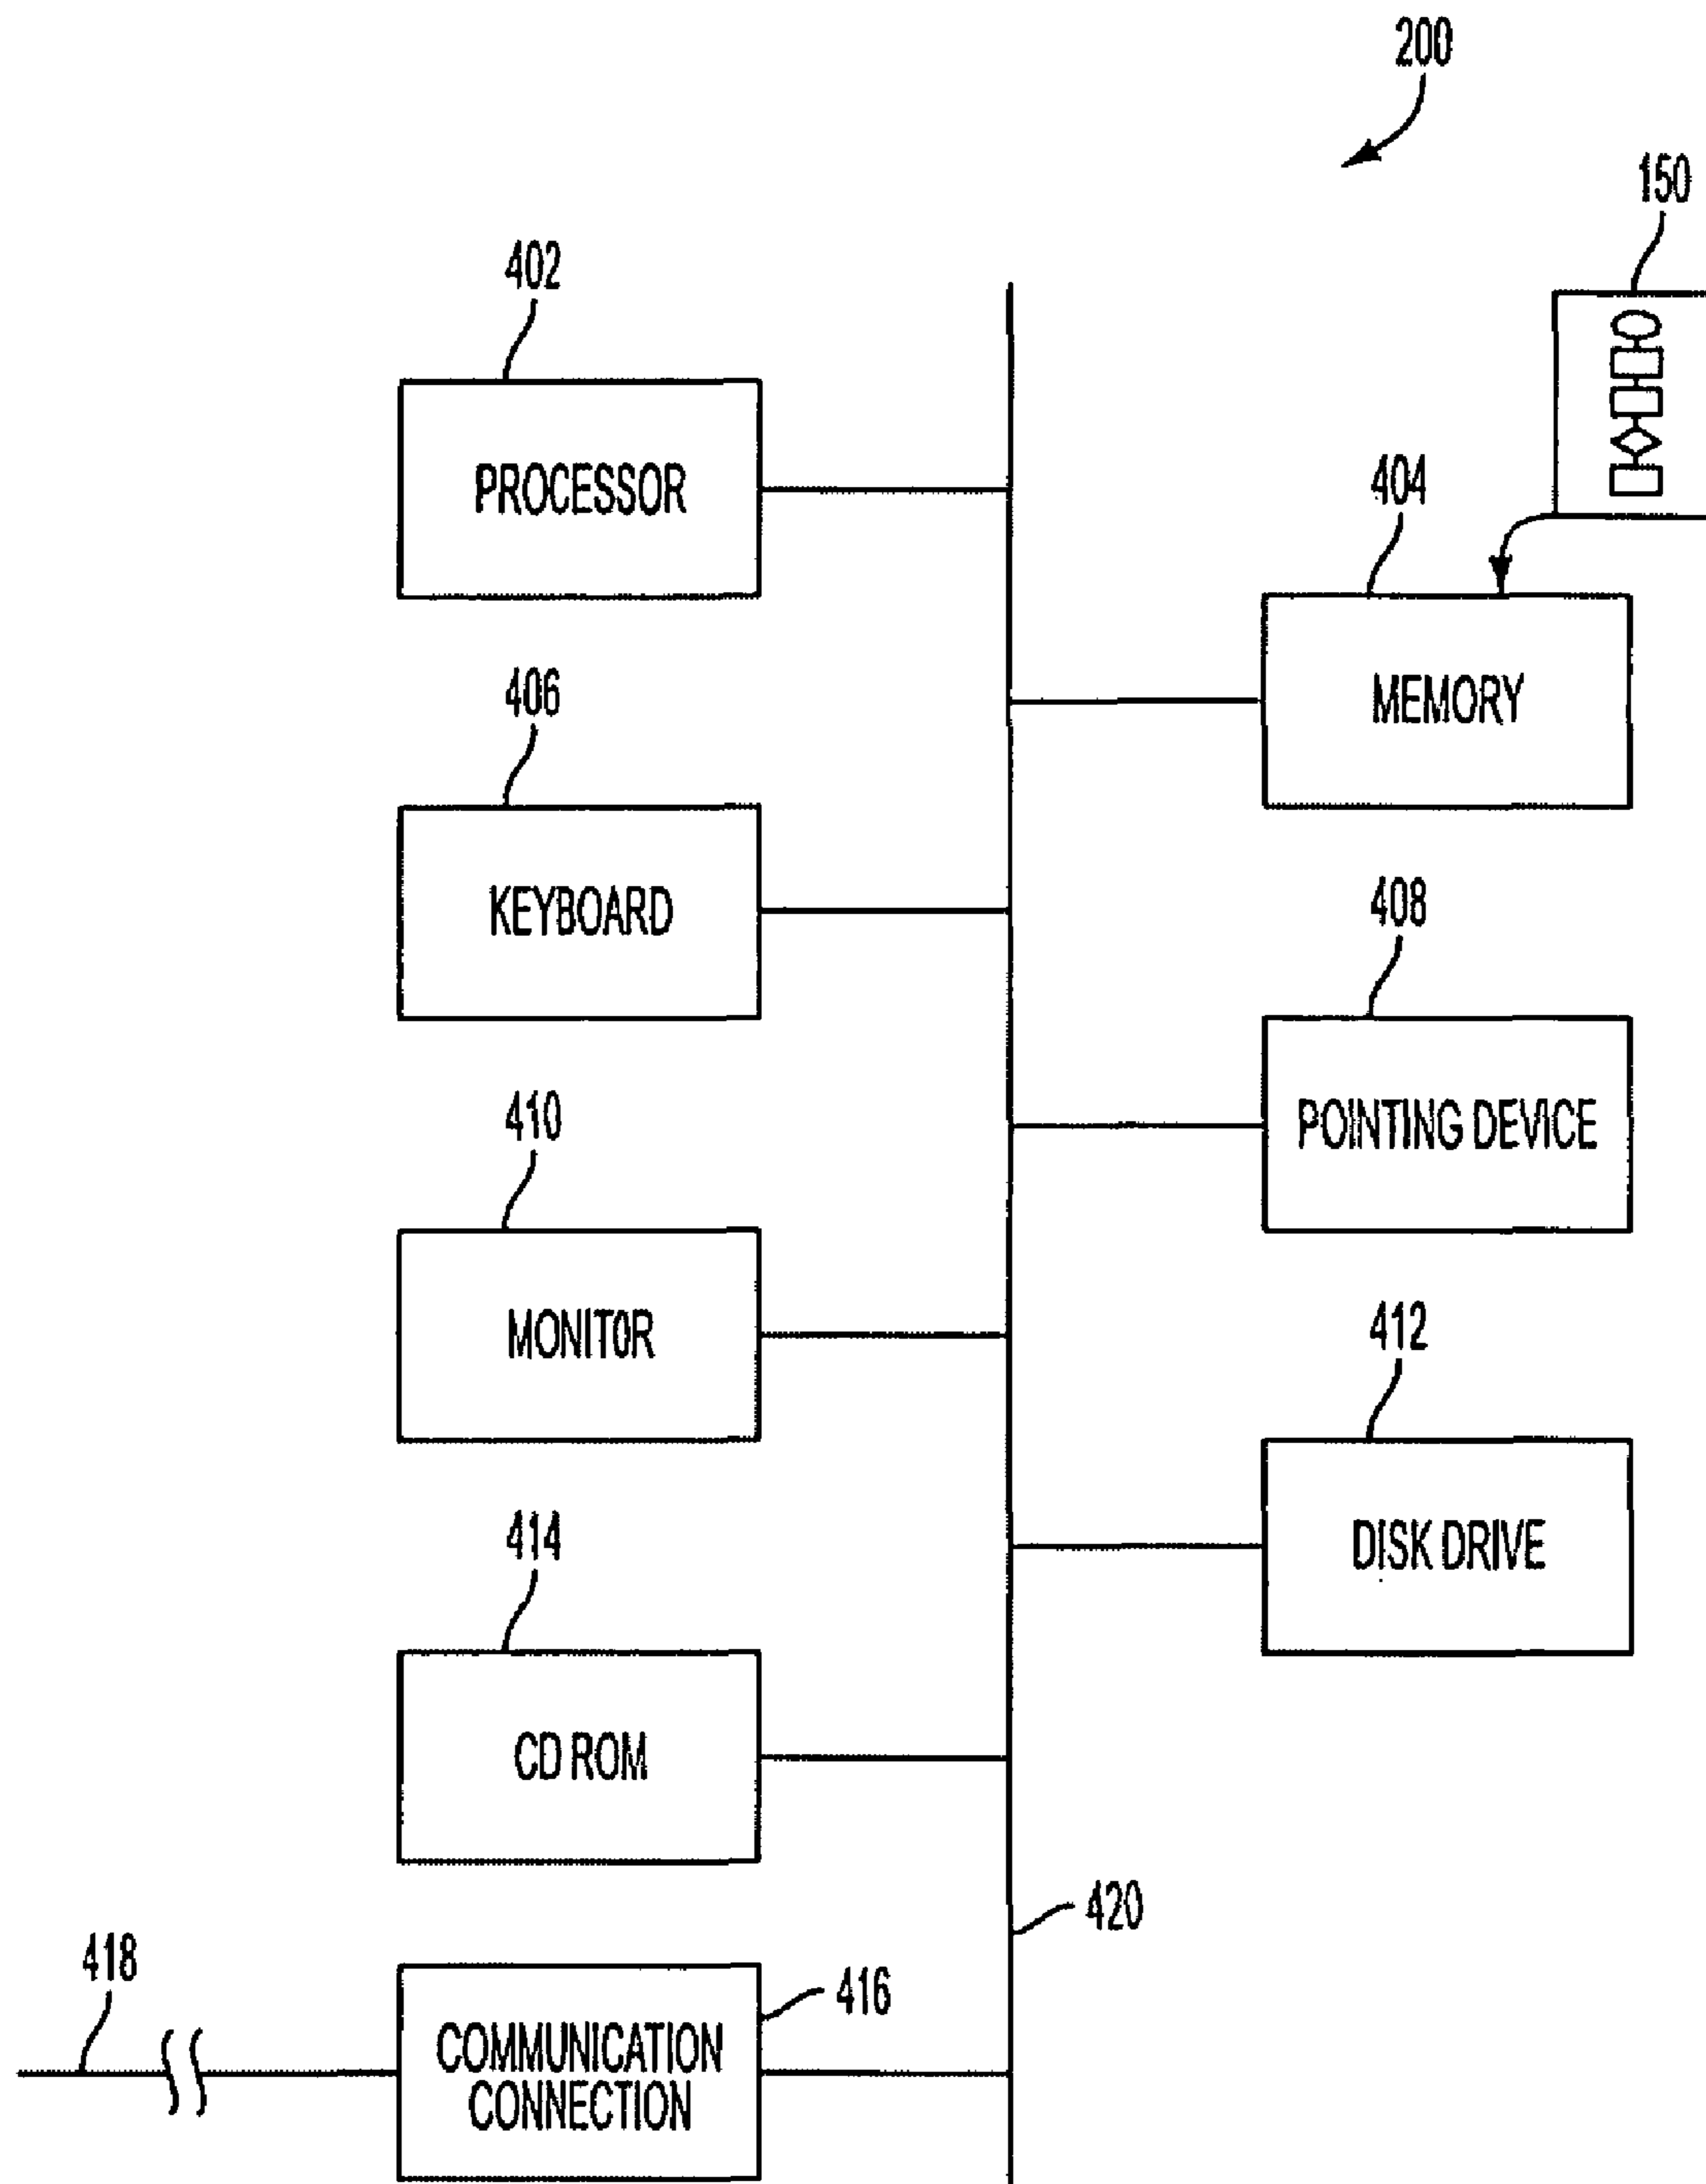 200
150
402
PROCESSOR
404
MEMORY
406
KEYBOARD
408
POINTING DEVICE
410
MONITOR
412
DISK DRIVE
414
CD ROM
420
418
416
COMMUNICATION
CONNECTION